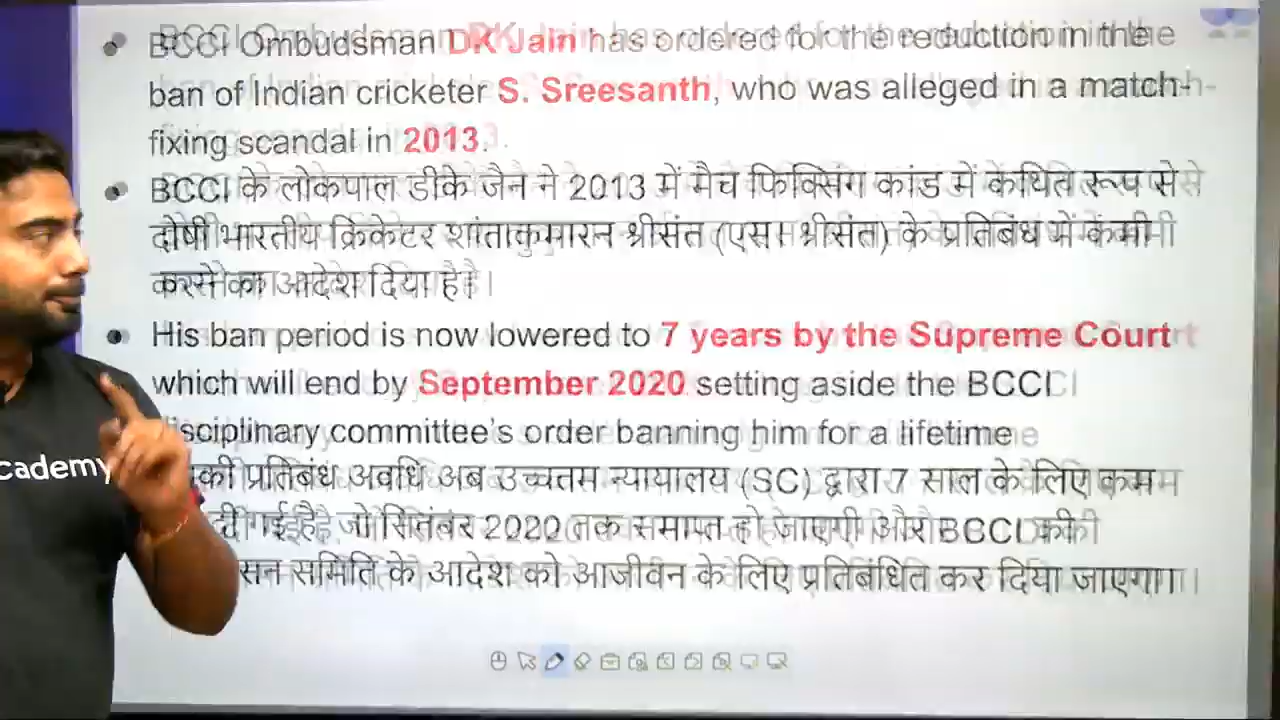 BCCI Ombudsman DK Jain has ordered for the reduction in the
ban of Indian cricketer S. Sreesanth, who was alleged in a match-
fixing scandal in 2013.
BCCI के लोकपाल डीके जैन ने 2013 में मैच फिक्सिंग कांड में कथित रूप से
दोषी भारतीय क्रिकेटर शांताकुमारन श्रीसंत (एस। श्रीसंत) के प्रतिबंध में कमी
करने का आदेश दिया है।
His ban period is now lowered to 7 years by the Supreme Court
which will end by September 2020 setting aside the BCCI
isciplinary committee's order banning him for a lifetime
की प्रतिबंध अवधि अब उच्चतम न्यायालय (SC) द्वारा 7 साल के लिए कम
दी गई है, जो सितंबर 2020 तक समाप्त हो जाएगी और BCCI की
सन समिति के आदेश को आजीवन के लिए प्रतिबंधित कर दिया जाएगा।
cademy